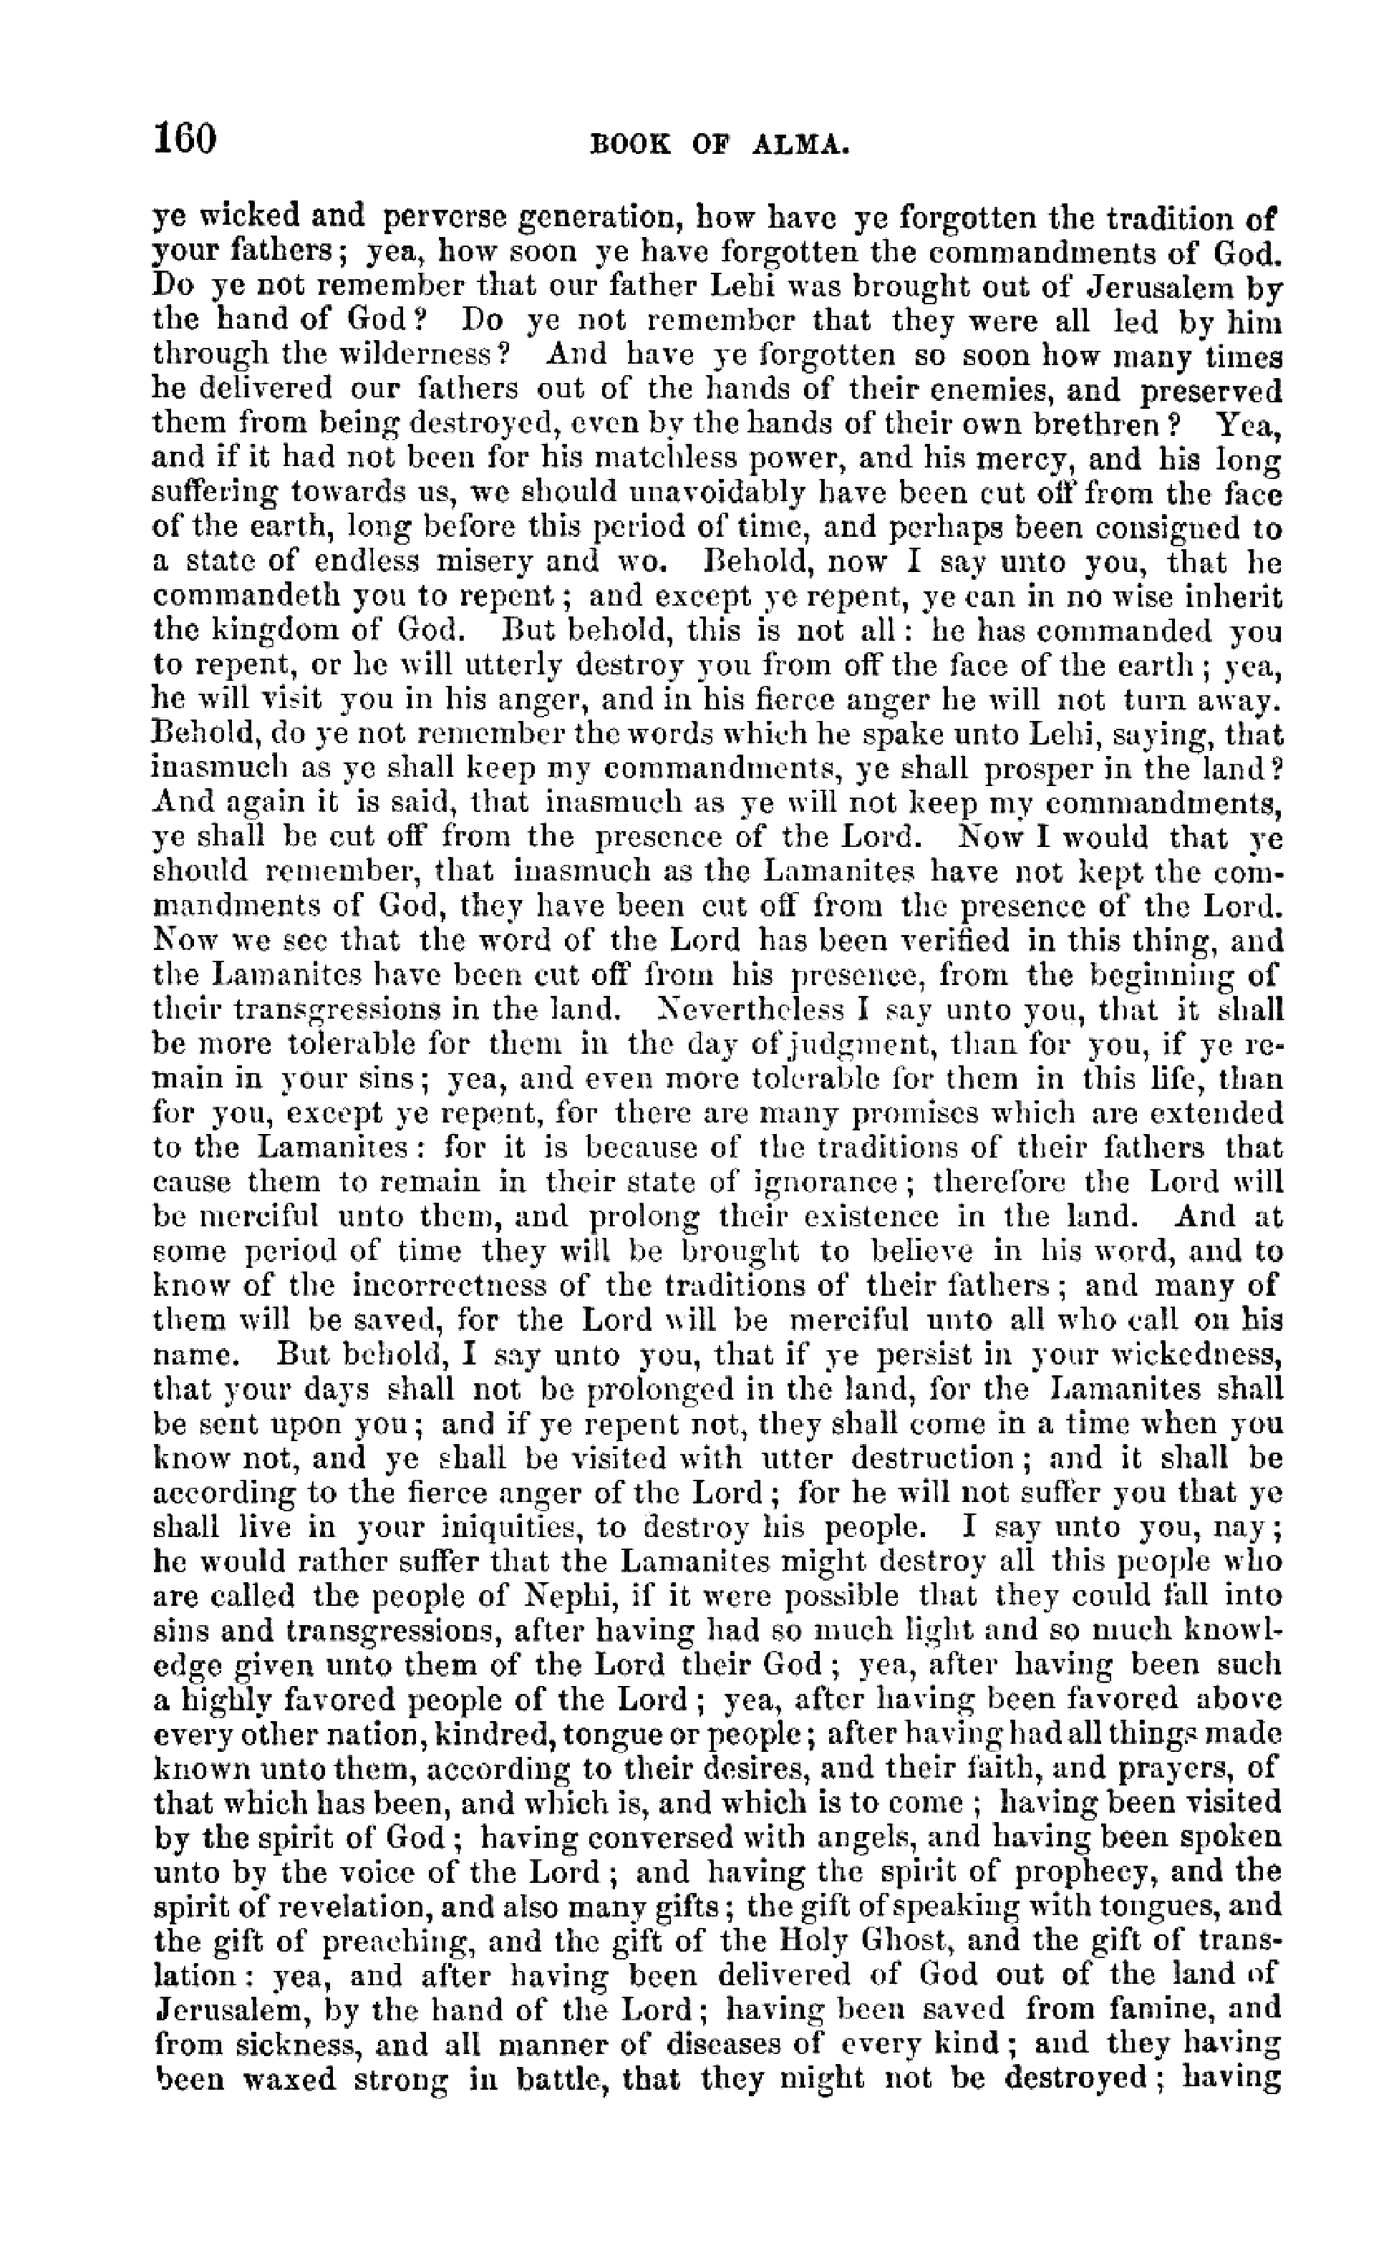 160 BOOK OF ALMA.
ye wicked and perverse generation, how have ye forgotten the tradition of
your fathers; yea, how soon ye have forgotten the commandments of God.
Do ye not remember that our father Lehi was brought out of Jerusalem by
the hand of God? Do ye not remember that they were all led by him
through the wilderness? And have ye forgotten so soon how many times
he delivered our fathers out of the hands of their enemies, and preserved
them from being destroyed, even by the hands of their own brethren? Yea,
and if it had not been for his matchless power, and his mercy, and his long
suffering towards us, we should unavoidably have been cut off from the face
of the earth, long before this period of time, and perhaps been consigned to
a state of endless misery and wo. Behold, now I say unto you, that he
commandeth you to repent; and except ye repent, ye can in no wise inherit
the kingdom of God. But behold, this is not all: he has commanded you
to repent, or he will utterly destroy you from off the face of the earth; yea,
he will visit you in his anger, and in his fierce anger he will not turn away.
Behold, do ye not remember the words which he spake unto Lehi, saying, that
inasmuch as ye shall keep my commandments, ye shall prosper in the land?
And again it is said, that inasmuch as ye will not keep my commandments,
ye shall be cut off from the presence of the Lord. Now I would that ye
should remember, that inasmuch as the Lamanites have not kept the com-
mandments of God, they have been cut off from the presence of the Lord.
Now we see that the word of the Lord has been verified in this thing, and
the Lamanites have been cut off from his presence, from the beginning of
their transgressions in the land. Nevertheless I say unto you, that it shall
be more tolerable for them in the day of judgment, than for you, if ye re-
main in your sins; yea, and even more tolerable for them in this life, than
for you, except ye repent, for there are many promises which are extended
to the Lamanites: for it is because of the traditions of their fathers that
cause them to remain in their state of ignorance; therefore the Lord will
be merciful unto them, and prolong their existence in the land. And at
some period of time they will be brought to believe in his word, and to
know of the incorrectness of the traditions of their fathers; and many of
them will be saved, for the Lord will be merciful unto all who call on his
name. But behold, I say unto you, that if ye persist in your wickedness,
that your days shall not be prolonged in the land, for the Lamanites shall
be sent upon you; and if ye repent not, they shall come in a time when you
know not, and ye shall be visited with utter destruction; and it shall be
according to the fierce anger of the Lord; for he will not suffer you that ye
shall live in your iniquities, to destroy his people. I say unto you, nay;
he would rather suffer that the Lamanites might destroy all this people who
are called the people of Nephi, if it were possible that they could fall into
sins and transgressions, after having had so much light and so much knowl-
edge given unto them of the Lord their God; yea, after having been such
a highly favored people of the Lord; yea, after having been favored above
every other nation, kindred, tongue or people; after having had all things made
known unto them, according to their desires, and their faith, and prayers, of
that which has been, and which is, and which is to come; having been visited
by the spirit of God; having conversed with angels, and having been spoken
unto by the voice of the Lord; and having the spirit of prophecy, and the
spirit of revelation, and also many gifts; the gift of speaking with tongues, and
the gift of preaching, and the gift of the Holy Ghost, and the gift of trans-
lation: yea, and after having been delivered of God out of the land of
Jerusalem, by the hand of the Lord; having been saved from famine, and
from sickness, and all manner of diseases of every kind; and they having
been waxed strong in battle, that they might not be destroyed; having